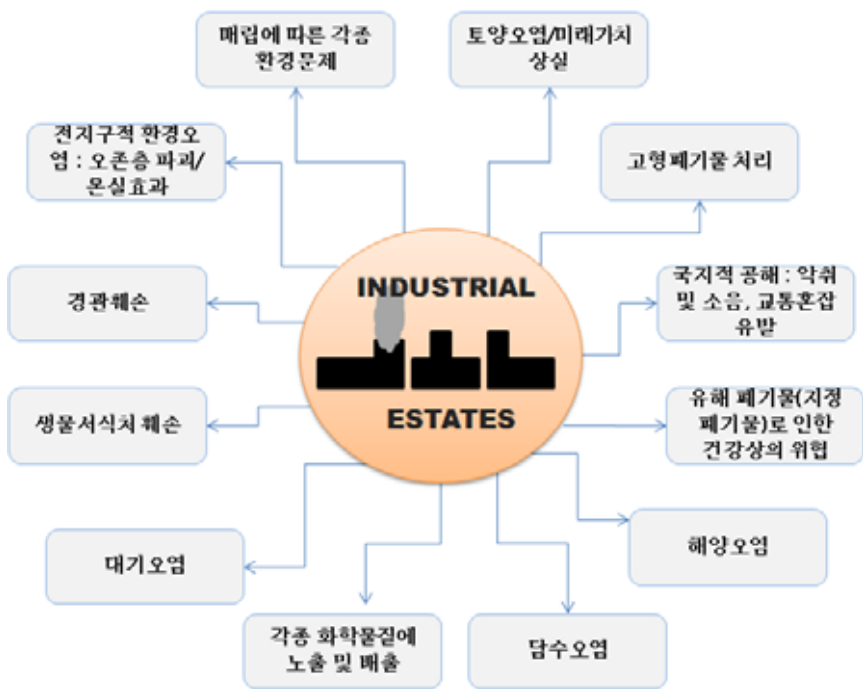 매립에 따른 각종
환경문제
토양오염/미래가치
상실
전지구적 환경오
염 : 오존층 파괴/
온실효과
고형폐기물 처리
INDUSTRIAL
ESTATES
경관훼손
국지적 공해 : 악취
및 소음, 교통혼잡
유발
생물서식처 훼손
유해 폐기물(지정
폐기물)로 인한
건강상의 위협
대기오염
해양오염
각종 화학물질에
노출 및 배출
담수오염